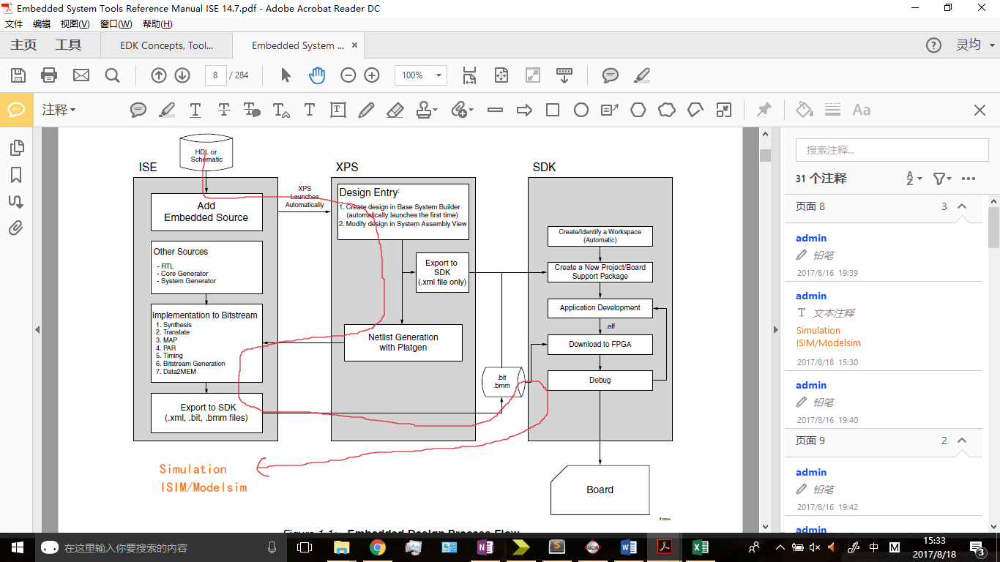 Embedded System Tools Reference Manual ISE 14.7.pdf - Adobe Acrobat Reader DC
文件 编辑 视图(V) 窗口(W) 帮助(H)
主页 工具 EDK Concepts, Tool... Embedded System ... × 灵均
8 / 284 100%
注释 Aa
HDL or
Schematic
ISE
Add
Embedded Source
Other Sources
- RTL
- Core Generator
- System Generator
Implementation to Bitstream
1. Synthesis
2. Translate
3. MAP
4. PAR
5. Timing
6. Bitstream Generation
7. Data2MEM
Export to SDK
(.xml, .bit, .bmm files)
XPS
Launches
Automatically
XPS
Design Entry:
1. Create design in Base System Builder
(automatically launches the first time)
2. Modify design in System Assembly View
Export to
SDK
(.xml file only)
Netlist Generation
with Platgen
.bit
.bmm
SDK
Create/Identify a Workspace
(Automatic)
Create a New Project/Board
Support Package
Application Development
.elf
Download to FPGA
Debug
Board
Simulation
ISIM/Modelsim
Figure 1-1: Embedded Design Process Flow
搜索注释...
31 个注释
页面 8 3
admin
铅笔
2017/8/16 19:39
admin
文本注释
Simulation
ISIM/Modelsim
2017/8/18 15:30
admin
铅笔
2017/8/16 19:40
页面 9 2
admin
铅笔
2017/8/16 19:42
admin
在这里输入你要搜索的内容
SDK
中 M
15:33
2017/8/18
3